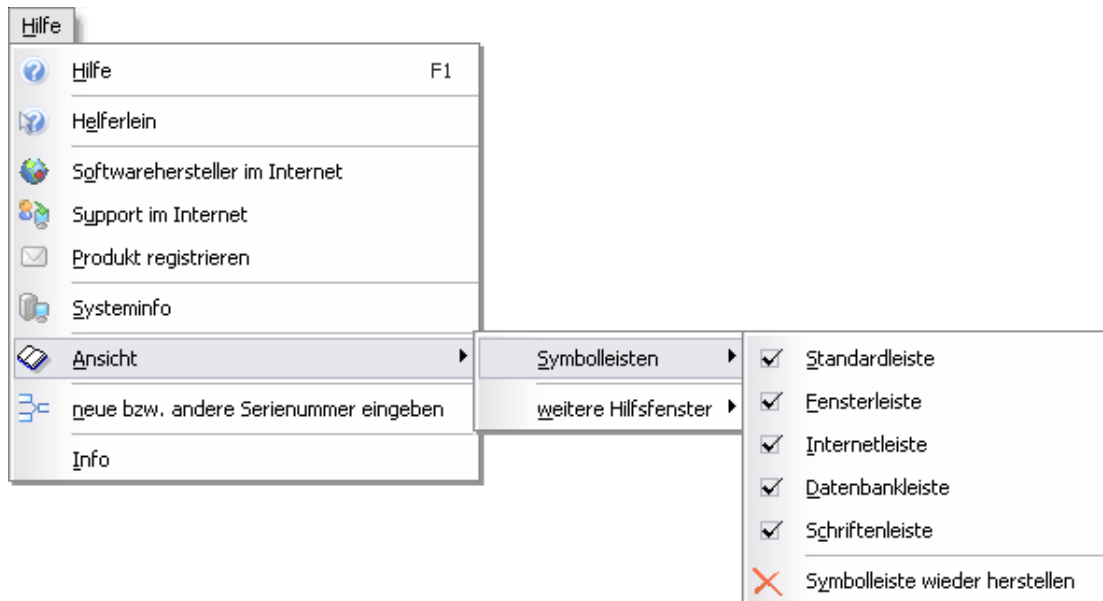 Hilfe
Hilfe F1
Helferlein
Softwarehersteller im Internet
Support im Internet
Produkt registrieren
Systeminfo
Ansicht
neue bzw. andere Serienummer eingeben
Info
Symbolleisten
weitere Hilfsfenster
Standardleiste
Fensterleiste
Internetleiste
Datenbankleiste
Schriftenleiste
Symbolleiste wieder herstellen